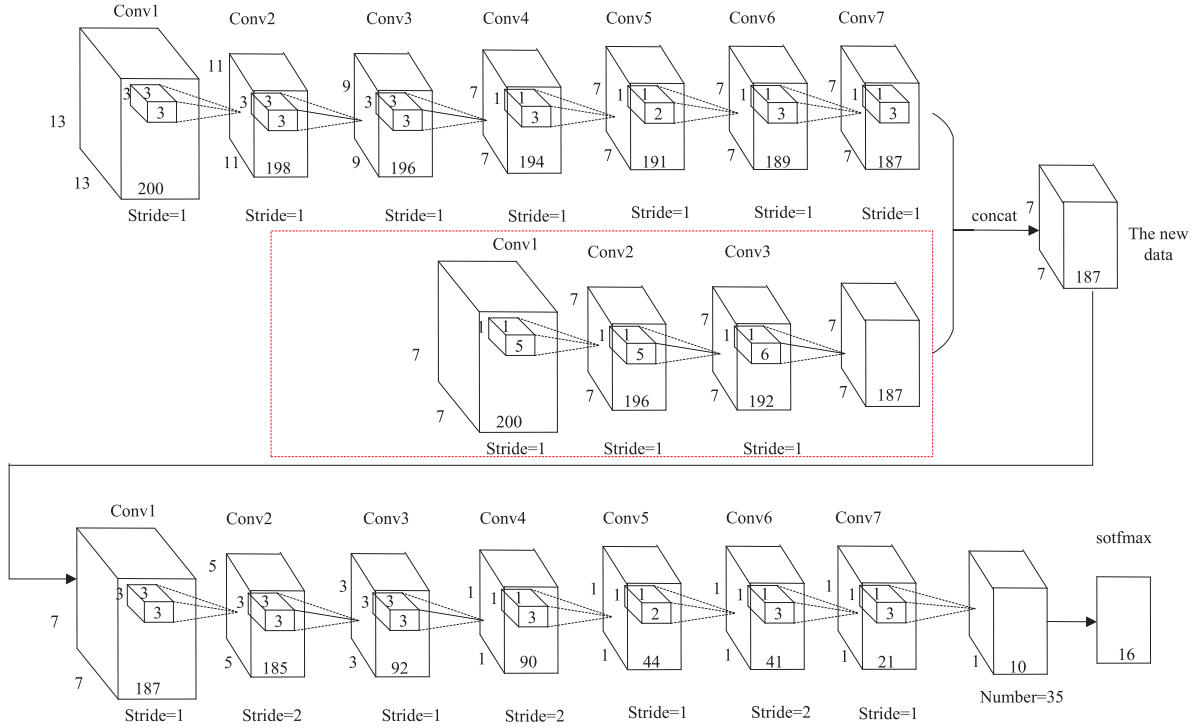 Conv1 Conv2 Conv3 Conv4 Conv5 Conv6 Conv7
13 13 3 3 3 200
11 11 3 3 3 198
9 9 3 3 3 196
7 7 1 1 3 194
7 7 1 1 2 191
7 7 1 1 3 189
7 7 1 1 3 187
Stride=1 Stride=1 Stride=1 Stride=1 Stride=1 Stride=1 Stride=1
concat
7 7 187
The new
data
Conv1 Conv2 Conv3
7 7 1 1 5 200
7 7 1 1 5 196
7 7 1 1 6 192
7 7 187
Stride=1 Stride=1 Stride=1
Conv1 Conv2 Conv3 Conv4 Conv5 Conv6 Conv7
7 7 3 3 3 187
5 5 3 3 3 185
3 3 3 3 3 92
1 1 1 1 3 90
1 1 1 1 2 44
1 1 1 1 3 41
1 1 1 1 3 21
1 10
Number=35
sotfmax
16
Stride=1 Stride=2 Stride=1 Stride=2 Stride=1 Stride=2 Stride=1